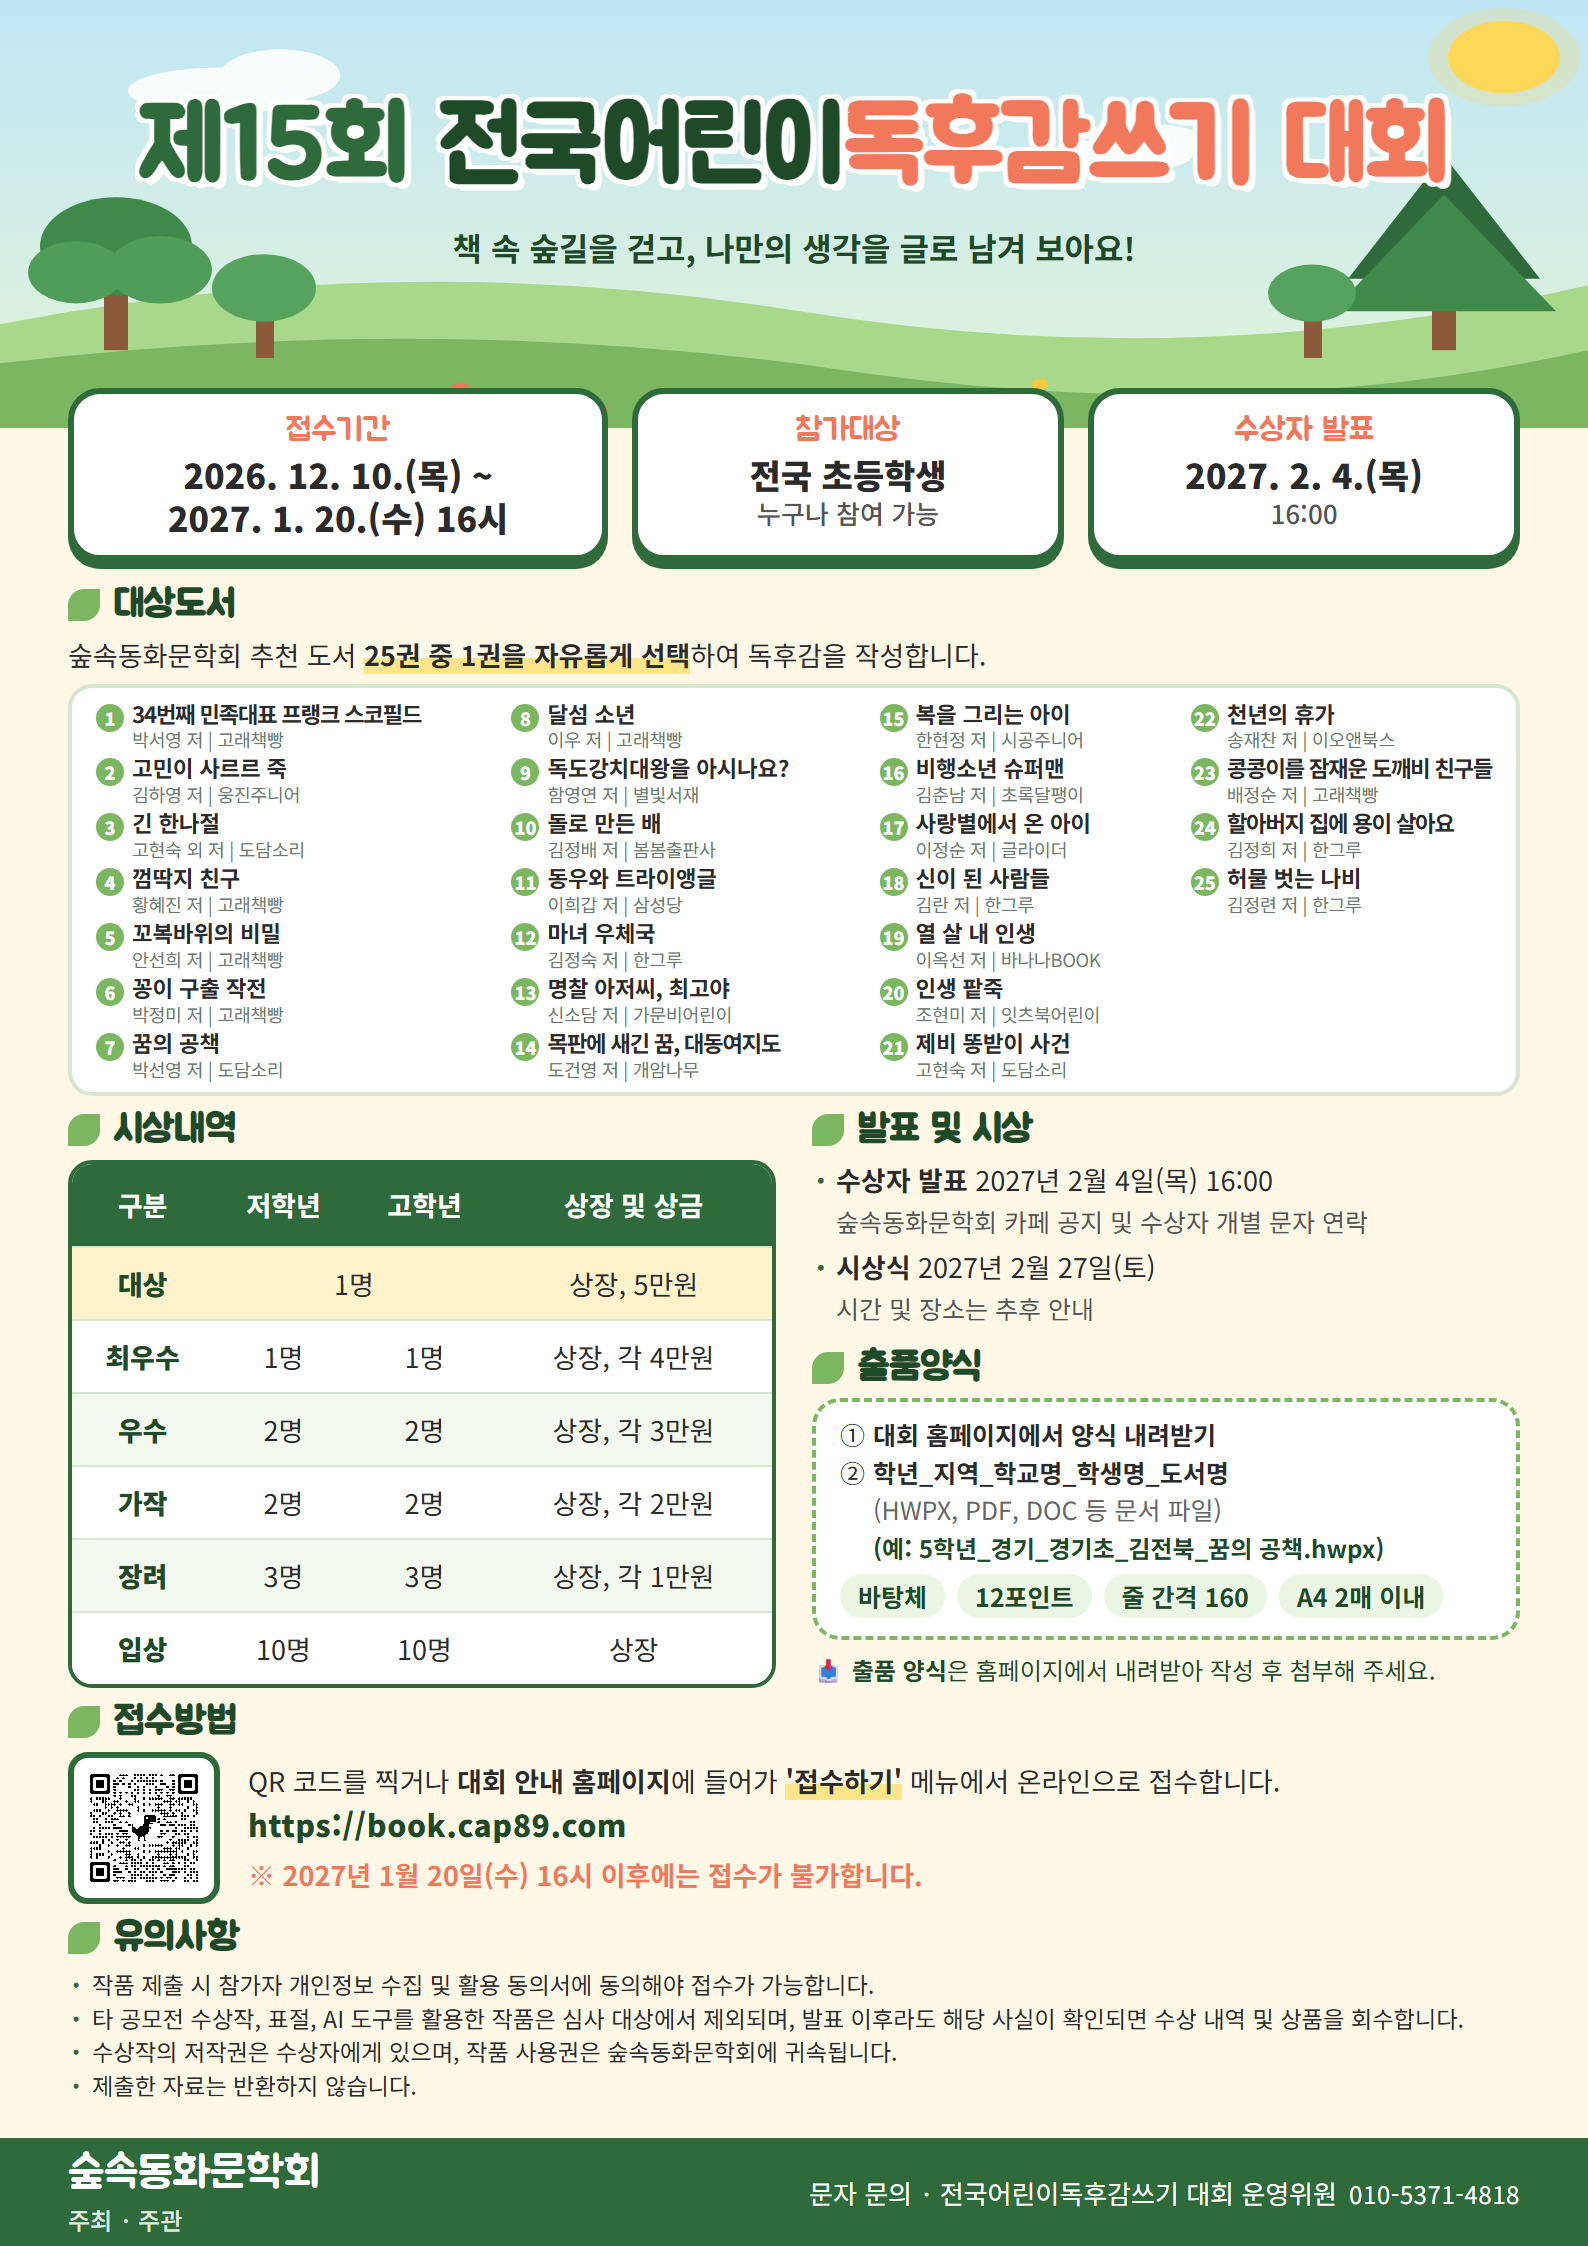 제15회 전국어린이독후감쓰기 대회
책 속 숲길을 걷고, 나만의 생각을 글로 남겨 보아요!
접수기간
2026. 12. 10.(목) ~
2027. 1. 20.(수) 16시
참가대상
전국 초등학생
누구나 참여 가능
수상자 발표
2027. 2. 4.(목)
16:00
대상도서
숲속동화문학회 추천 도서 25권 중 1권을 자유롭게 선택하여 독후감을 작성합니다.
1 34번째 민족대표 프랭크 스코필드
박서영 저 | 고래책빵
2 고민이 사르르 죽
김하영 저 | 웅진주니어
3 긴 한나절
고현숙 외 저 | 도담소리
4 껌딱지 친구
황혜진 저 | 고래책빵
5 꼬복바위의 비밀
안선희 저 | 고래책빵
6 꽁이 구출 작전
박정미 저 | 고래책빵
7 꿈의 공책
박선영 저 | 도담소리
8 달섬 소년
이우 저 | 고래책빵
9 독도강치대왕을 아시나요?
함영연 저 | 별빛서재
10 돌로 만든 배
김정배 저 | 봄봄출판사
11 동우와 트라이앵글
이희갑 저 | 삼성당
12 마녀 우체국
김정숙 저 | 한그루
13 명찰 아저씨, 최고야
신소담 저 | 가문비어린이
14 목판에 새긴 꿈, 대동여지도
도건영 저 | 개암나무
15 복을 그리는 아이
한현정 저 | 시공주니어
16 비행소년 슈퍼맨
김춘남 저 | 초록달팽이
17 사랑별에서 온 아이
이정순 저 | 글라이더
18 신이 된 사람들
김란 저 | 한그루
19 열 살 내 인생
이옥선 저 | 바나나BOOK
20 인생 팥죽
조현미 저 | 잇츠북어린이
21 제비 똥받이 사건
고현숙 저 | 도담소리
22 천년의 휴가
송재찬 저 | 이오앤북스
23 콩콩이를 잠재운 도깨비 친구들
배정순 저 | 고래책빵
24 할아버지 집에 용이 살아요
김정희 저 | 한그루
25 허물 벗는 나비
김정련 저 | 한그루
시상내역
구분 저학년 고학년 상장 및 상금
대상 1명 상장, 5만원
최우수 1명 1명 상장, 각 4만원
우수 2명 2명 상장, 각 3만원
가작 2명 2명 상장, 각 2만원
장려 3명 3명 상장, 각 1만원
입상 10명 10명 상장
발표 및 시상
• 수상자 발표 2027년 2월 4일(목) 16:00
숲속동화문학회 카페 공지 및 수상자 개별 문자 연락
• 시상식 2027년 2월 27일(토)
시간 및 장소는 추후 안내
출품양식
① 대회 홈페이지에서 양식 내려받기
② 학년_지역_학교명_학생명_도서명
(HWPX, PDF, DOC 등 문서 파일)
(예: 5학년_경기_경기초_김전북_꿈의 공책.hwpx)
바탕체 12포인트 줄 간격 160 A4 2매 이내
출품 양식은 홈페이지에서 내려받아 작성 후 첨부해 주세요.
접수방법
QR 코드를 찍거나 대회 안내 홈페이지에 들어가 '접수하기' 메뉴에서 온라인으로 접수합니다.
https://book.cap89.com
※ 2027년 1월 20일(수) 16시 이후에는 접수가 불가합니다.
유의사항
• 작품 제출 시 참가자 개인정보 수집 및 활용 동의서에 동의해야 접수가 가능합니다.
• 타 공모전 수상작, 표절, AI 도구를 활용한 작품은 심사 대상에서 제외되며, 발표 이후라도 해당 사실이 확인되면 수상 내역 및 상품을 회수합니다.
• 수상작의 저작권은 수상자에게 있으며, 작품 사용권은 숲속동화문학회에 귀속됩니다.
• 제출한 자료는 반환하지 않습니다.
숲속동화문학회
주최 · 주관
문자 문의 · 전국어린이독후감쓰기 대회 운영위원 010-5371-4818